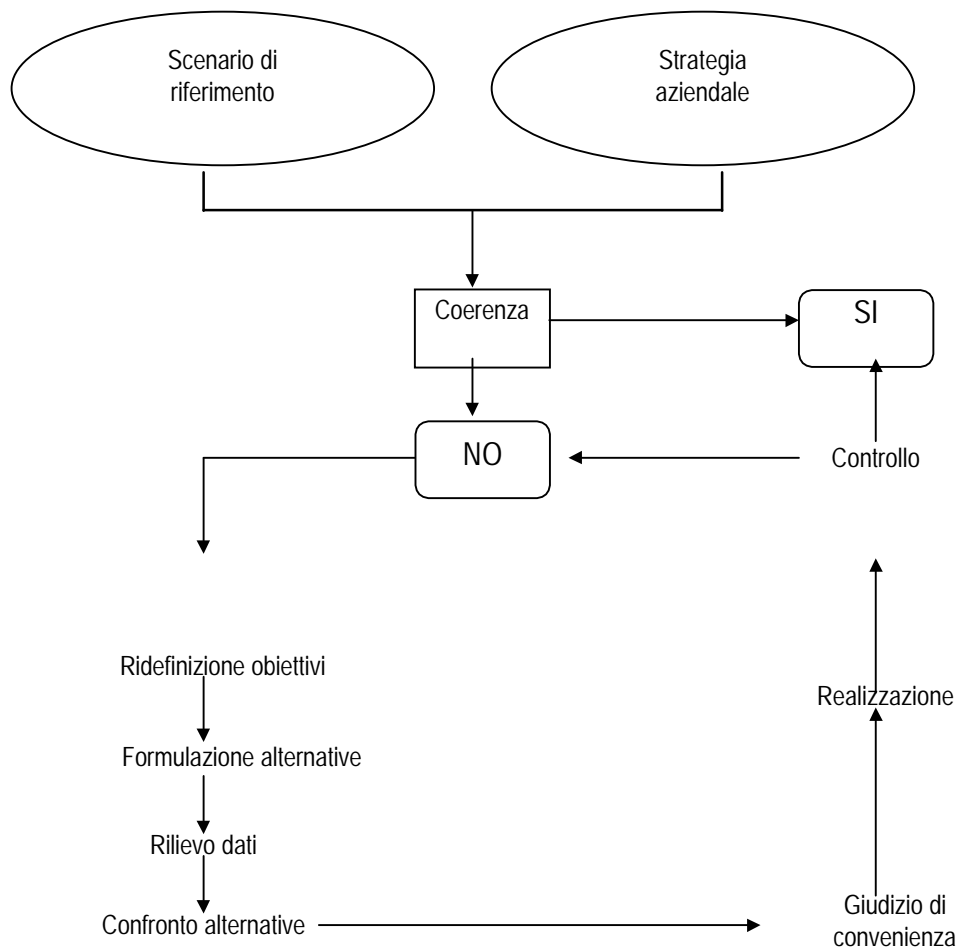 Scenario di
riferimento
Strategia
aziendale
Coerenza
SI
NO
Controllo
Ridefinizione obiettivi
Realizzazione
Formulazione alternative
Rilievo dati
Confronto alternative
Giudizio di
convenienza